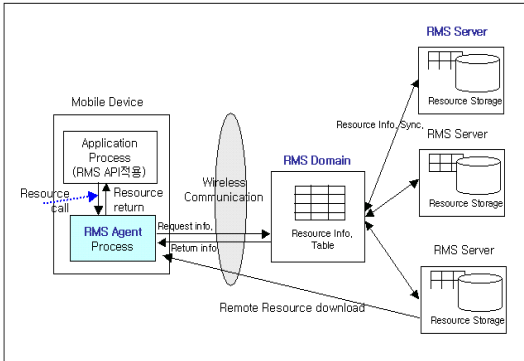 RMS Server
Resource Storage
Mobile Device
Resource Info, Sync,
RMS Server
Application
Process
(RMS API적용)
Wireless
Communication
RMS Domain
Resource
call
Resource
return
Resource Storage
RMS Agent
Process
Request info,
Return info
Resource Info,
Table
RMS Server
Remote Resource download
Resource Storage